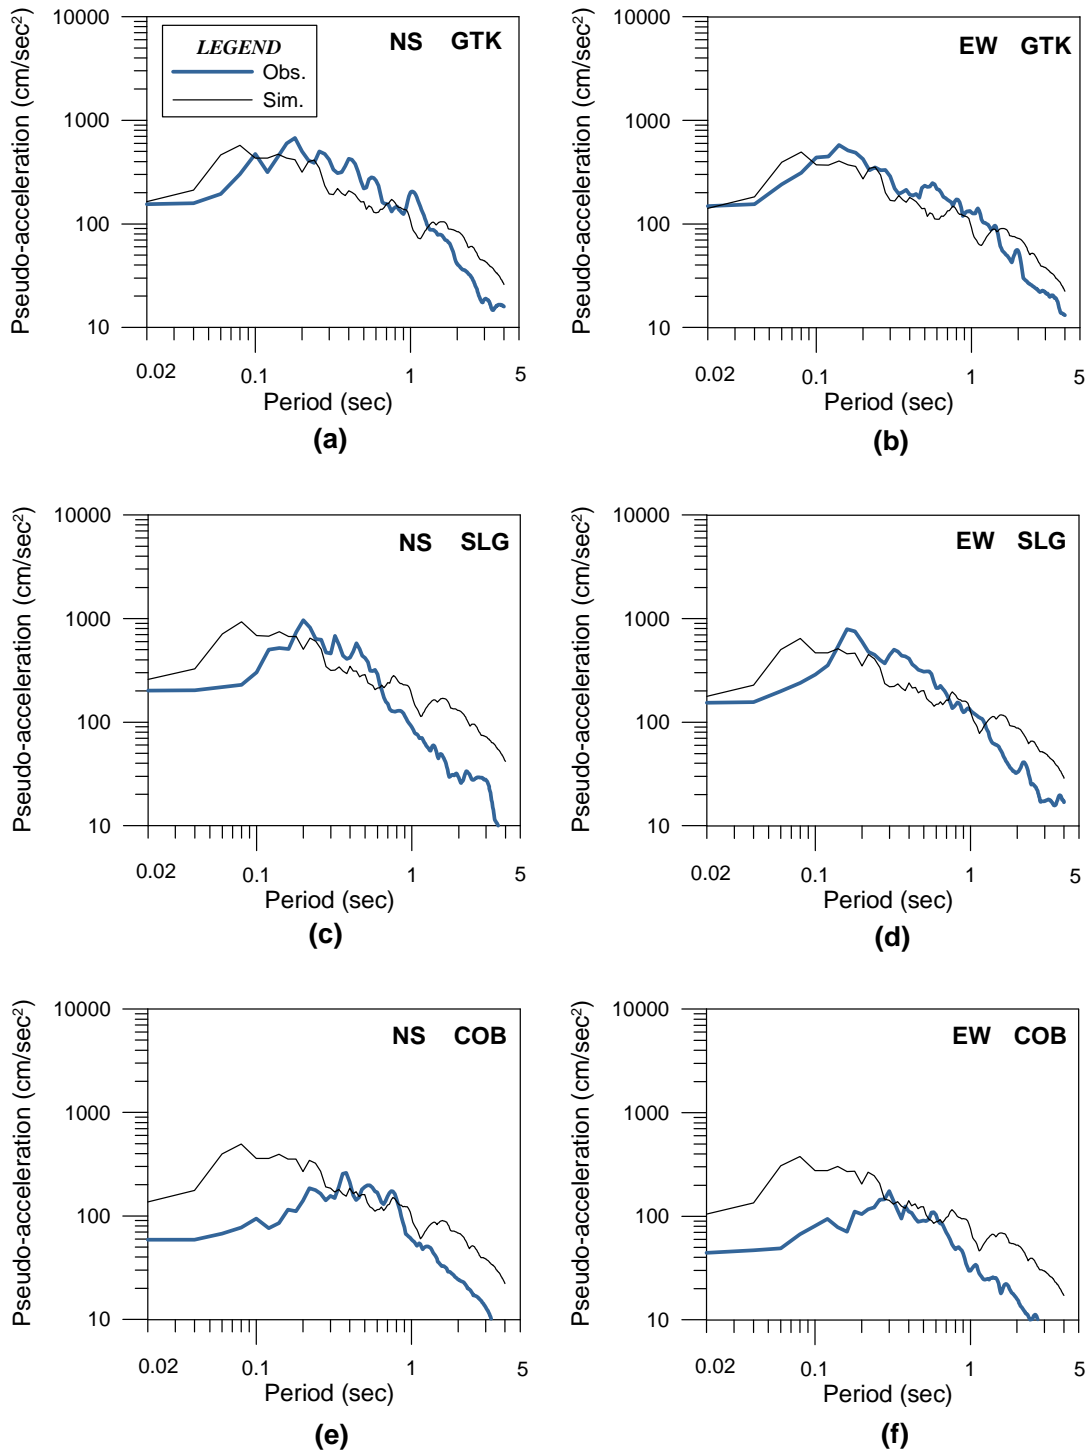 10000
1000
100
10
Pseudo-acceleration (cm/sec²)
LEGEND
Obs.
Sim.
NS GTK
0.02 0.1 1 5
Period (sec)
(a)
10000
1000
100
10
Pseudo-acceleration (cm/sec²)
EW GTK
0.02 0.1 1 5
Period (sec)
(b)
10000
1000
100
10
Pseudo-acceleration (cm/sec²)
NS SLG
0.02 0.1 1 5
Period (sec)
(c)
10000
1000
100
10
Pseudo-acceleration (cm/sec²)
EW SLG
0.02 0.1 1 5
Period (sec)
(d)
10000
1000
100
10
Pseudo-acceleration (cm/sec²)
NS COB
0.02 0.1 1 5
Period (sec)
(e)
10000
1000
100
10
Pseudo-acceleration (cm/sec²)
EW COB
0.02 0.1 1 5
Period (sec)
(f)